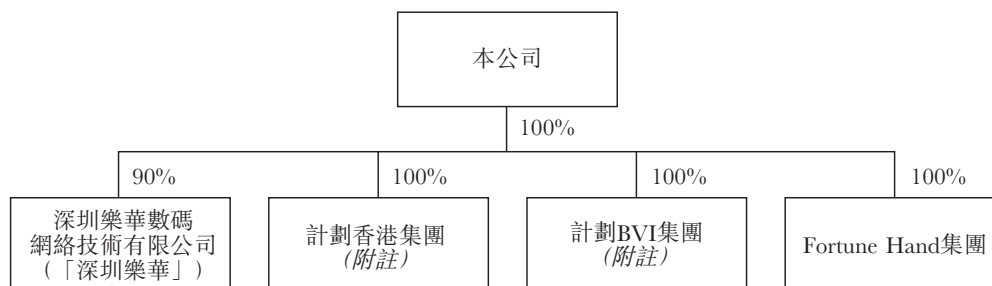 本公司
100%
90%
100%
100%
100%
深圳樂華數碼
網絡技術有限公司
(「深圳樂華」)
計劃香港集團
(附註)
計劃BVI集團
(附註)
Fortune Hand集團